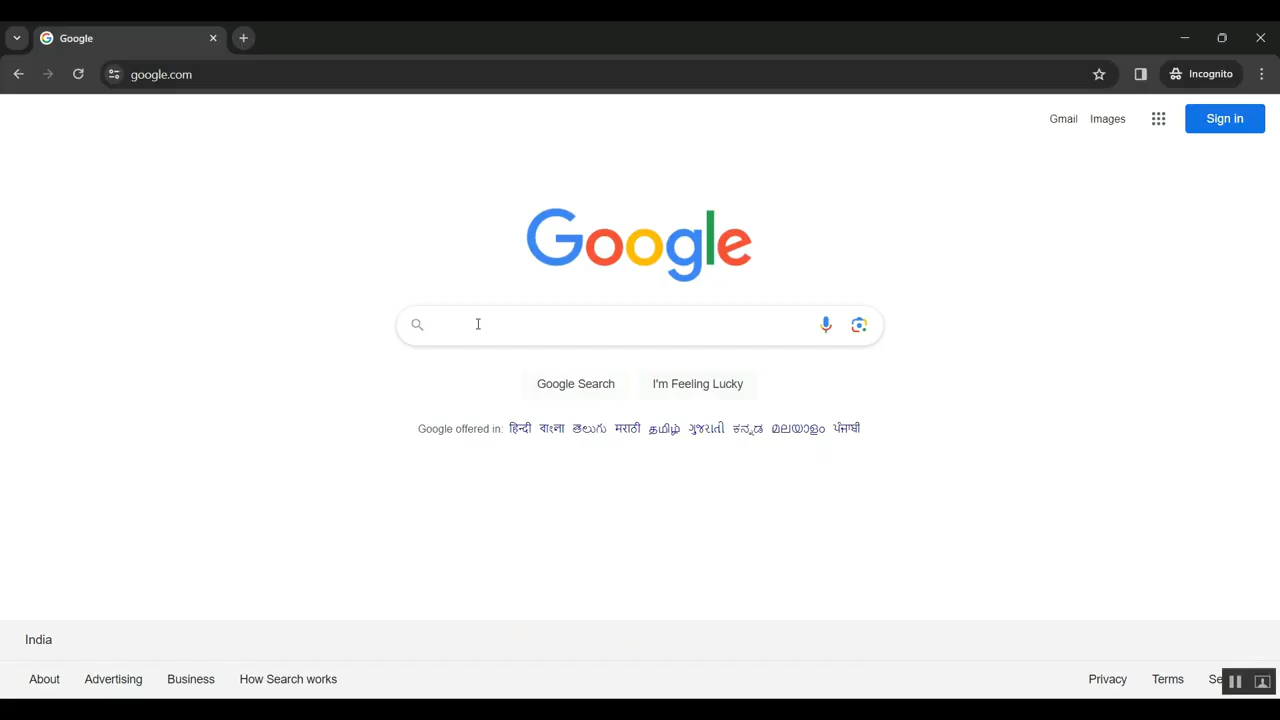 Google
google.com
Incognito
Gmail Images Sign in
Google
Google Search I'm Feeling Lucky
Google offered in: हिन्दी বাংলা తెలుగు मराठी தமிழ் ગુજરાતી ಕನ್ನಡ മലയാളം ਪੰਜਾਬੀ
India
About Advertising Business How Search works Privacy Terms Se